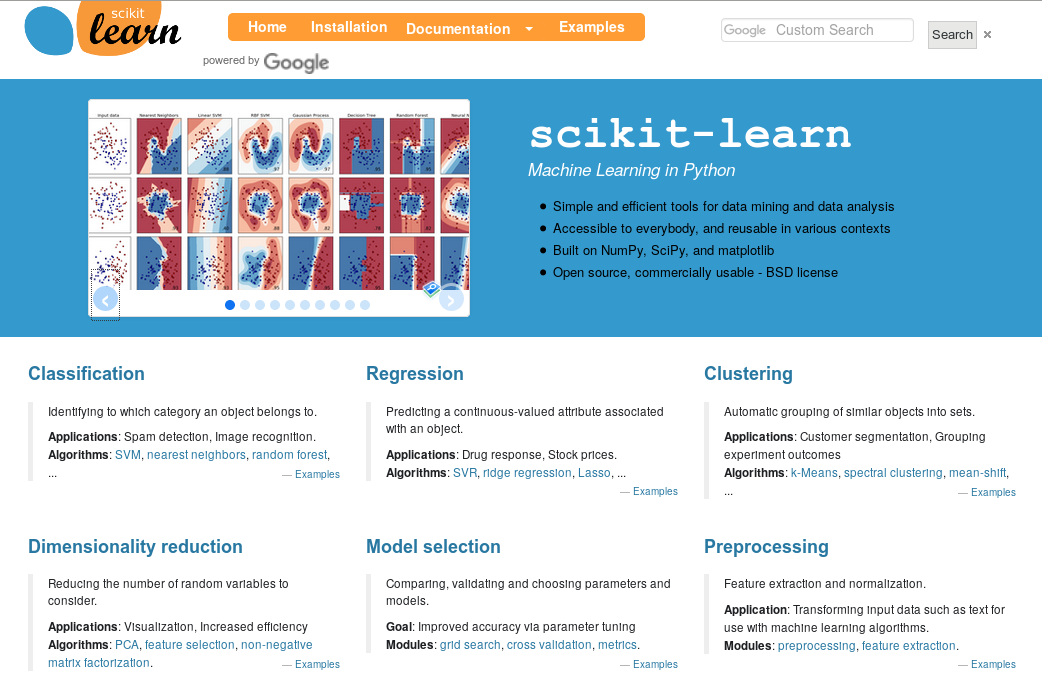 scikit
learn
Home Installation Documentation Examples
Google Custom Search
Search ×
powered by Google
Input data Nearest Neighbors Linear SVM RBF SVM Gaussian Process Decision Tree Random Forest
scikit-learn
Machine Learning in Python
Simple and efficient tools for data mining and data analysis
Accessible to everybody, and reusable in various contexts
Built on NumPy, SciPy, and matplotlib
Open source, commercially usable - BSD license
Classification
Identifying to which category an object belongs to.
Applications: Spam detection, Image recognition.
Algorithms: SVM, nearest neighbors, random forest,
... — Examples
Regression
Predicting a continuous-valued attribute associated
with an object.
Applications: Drug response, Stock prices.
Algorithms: SVR, ridge regression, Lasso, ...
— Examples
Clustering
Automatic grouping of similar objects into sets.
Applications: Customer segmentation, Grouping
experiment outcomes
Algorithms: k-Means, spectral clustering, mean-shift,
... — Examples
Dimensionality reduction
Reducing the number of random variables to
consider.
Applications: Visualization, Increased efficiency
Algorithms: PCA, feature selection, non-negative
matrix factorization. — Examples
Model selection
Comparing, validating and choosing parameters and
models.
Goal: Improved accuracy via parameter tuning
Modules: grid search, cross validation, metrics.
— Examples
Preprocessing
Feature extraction and normalization.
Application: Transforming input data such as text for
use with machine learning algorithms.
Modules: preprocessing, feature extraction.
— Examples